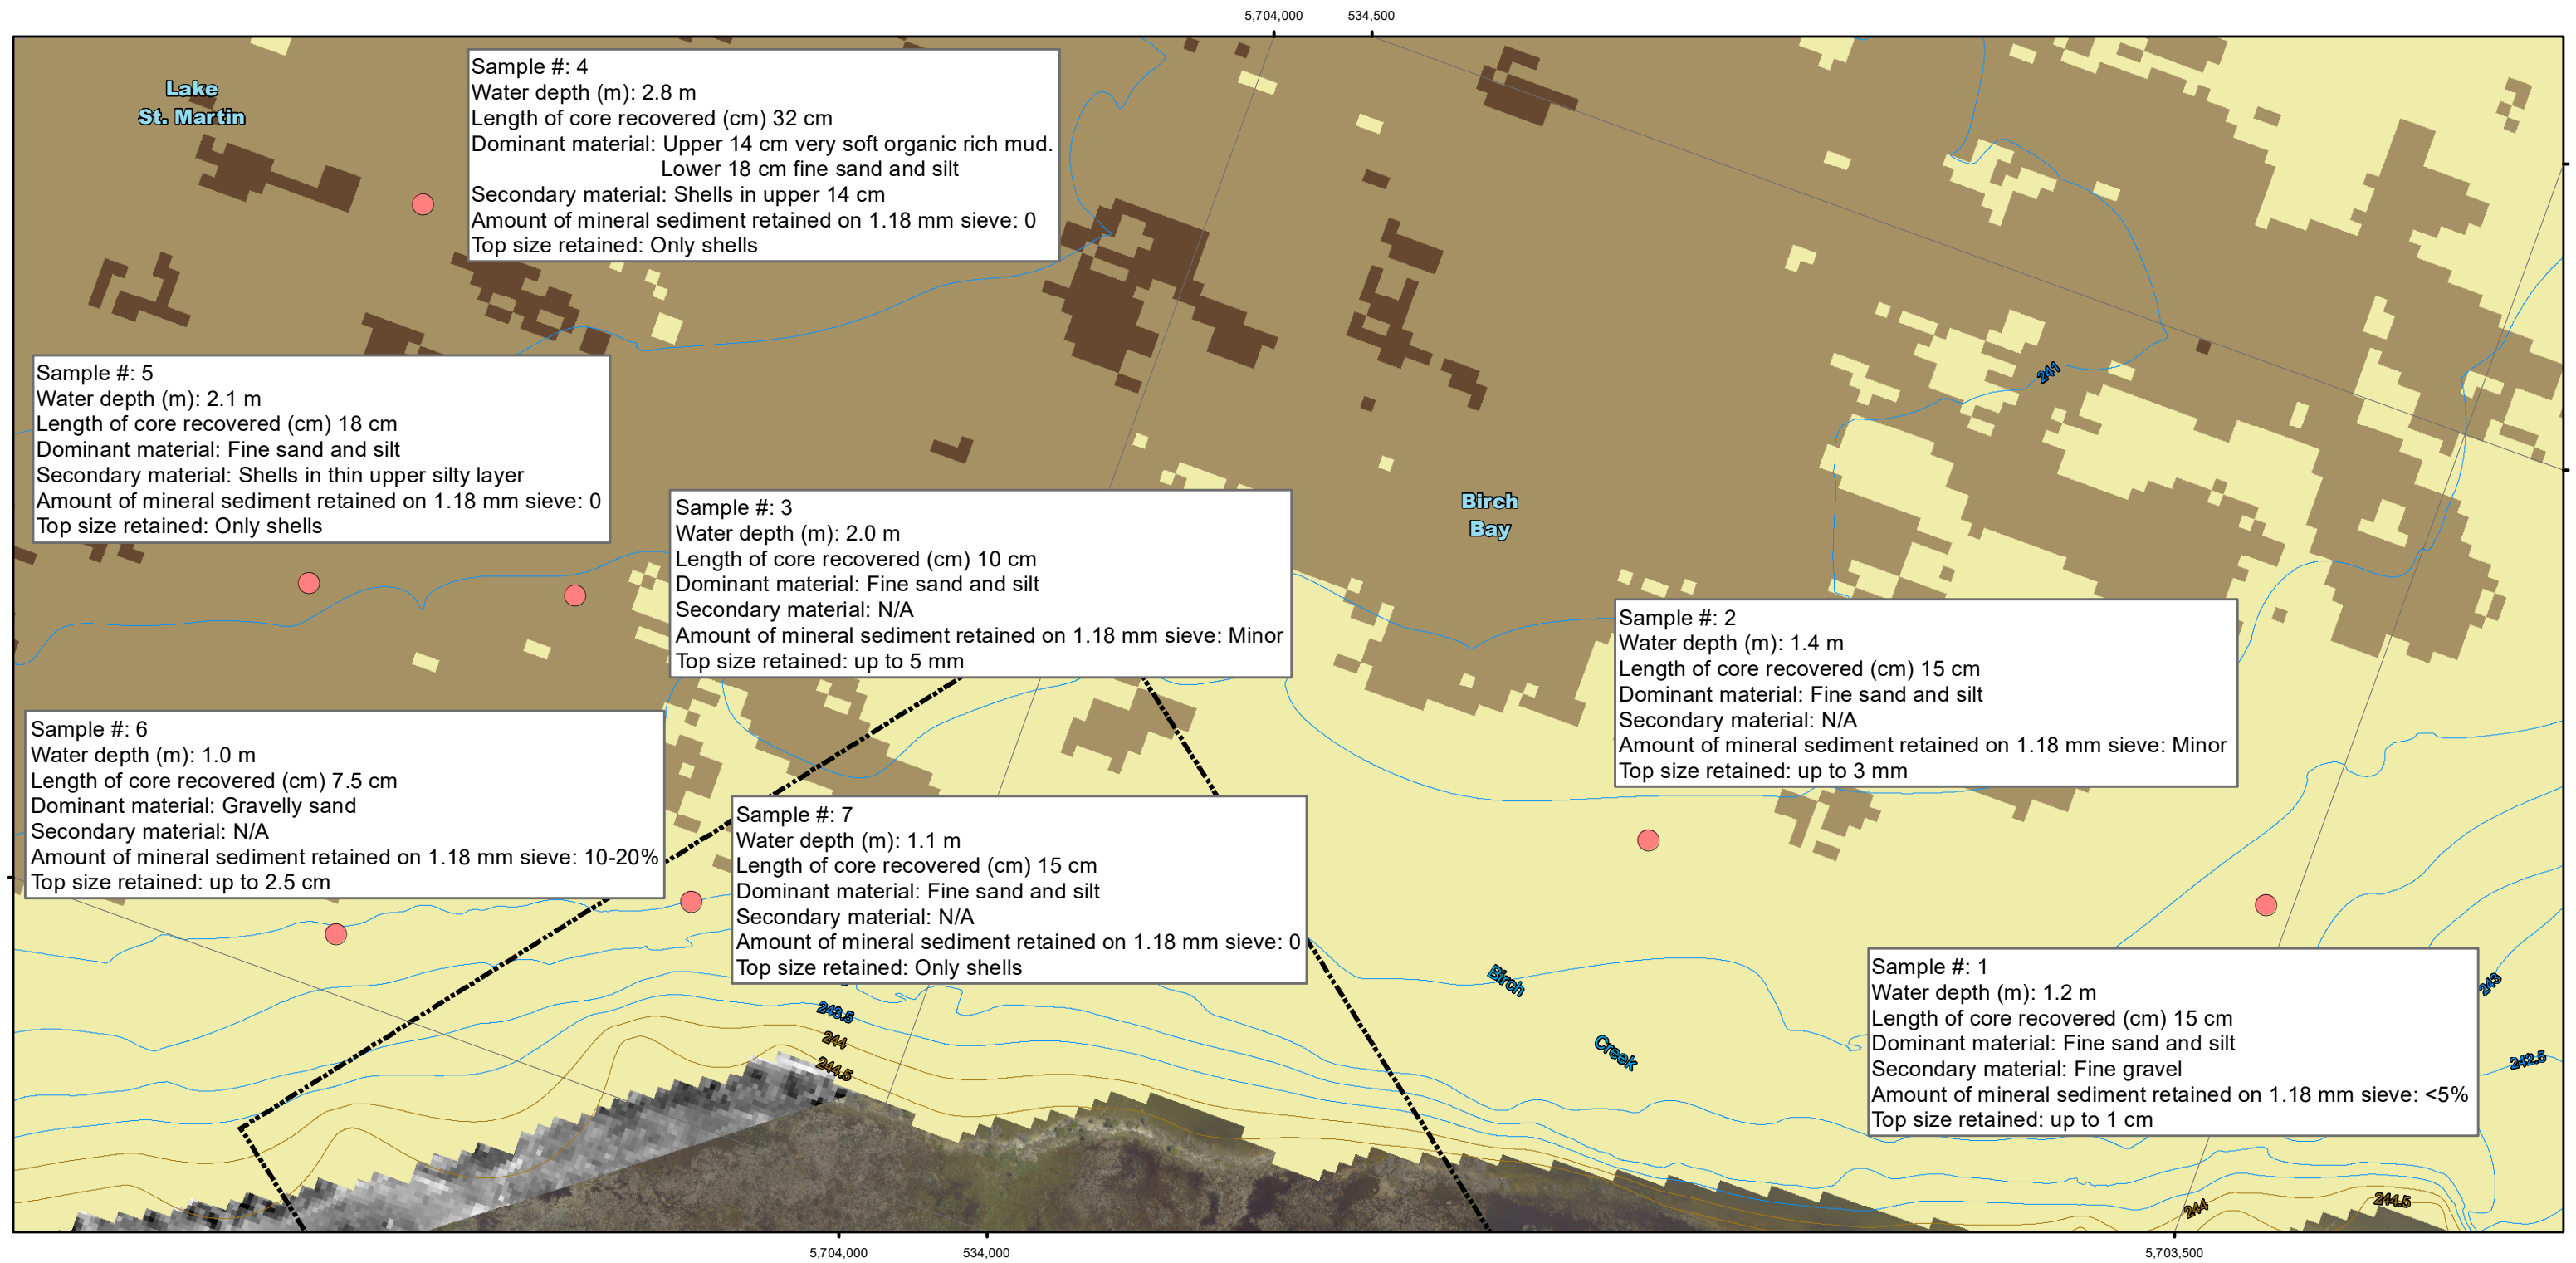 5,704,000
534,500
Lake
St. Martin
Sample #: 4
Water depth (m): 2.8 m
Length of core recovered (cm) 32 cm
Dominant material: Upper 14 cm very soft organic rich mud.
Lower 18 cm fine sand and silt
Secondary material: Shells in upper 14 cm
Amount of mineral sediment retained on 1.18 mm sieve: 0
Top size retained: Only shells
241
Sample #: 5
Water depth (m): 2.1 m
Length of core recovered (cm) 18 cm
Dominant material: Fine sand and silt
Secondary material: Shells in thin upper silty layer
Amount of mineral sediment retained on 1.18 mm sieve: 0
Top size retained: Only shells
Birch
Bay
Sample #: 3
Water depth (m): 2.0 m
Length of core recovered (cm) 10 cm
Dominant material: Fine sand and silt
Secondary material: N/A
Amount of mineral sediment retained on 1.18 mm sieve: Minor
Top size retained: up to 5 mm
Sample #: 2
Water depth (m): 1.4 m
Length of core recovered (cm) 15 cm
Dominant material: Fine sand and silt
Secondary material: N/A
Amount of mineral sediment retained on 1.18 mm sieve: Minor
Top size retained: up to 3 mm
Sample #: 6
Water depth (m): 1.0 m
Length of core recovered (cm) 7.5 cm
Dominant material: Gravelly sand
Secondary material: N/A
Amount of mineral sediment retained on 1.18 mm sieve: 10-20%
Top size retained: up to 2.5 cm
Sample #: 7
Water depth (m): 1.1 m
Length of core recovered (cm) 15 cm
Dominant material: Fine sand and silt
Secondary material: N/A
Amount of mineral sediment retained on 1.18 mm sieve: 0
Top size retained: Only shells
Birch
Creek
Sample #: 1
Water depth (m): 1.2 m
Length of core recovered (cm) 15 cm
Dominant material: Fine sand and silt
Secondary material: Fine gravel
Amount of mineral sediment retained on 1.18 mm sieve: <5%
Top size retained: up to 1 cm
243
242.5
243.5
244
244.5
244
244.5
5,704,000
534,000
5,703,500